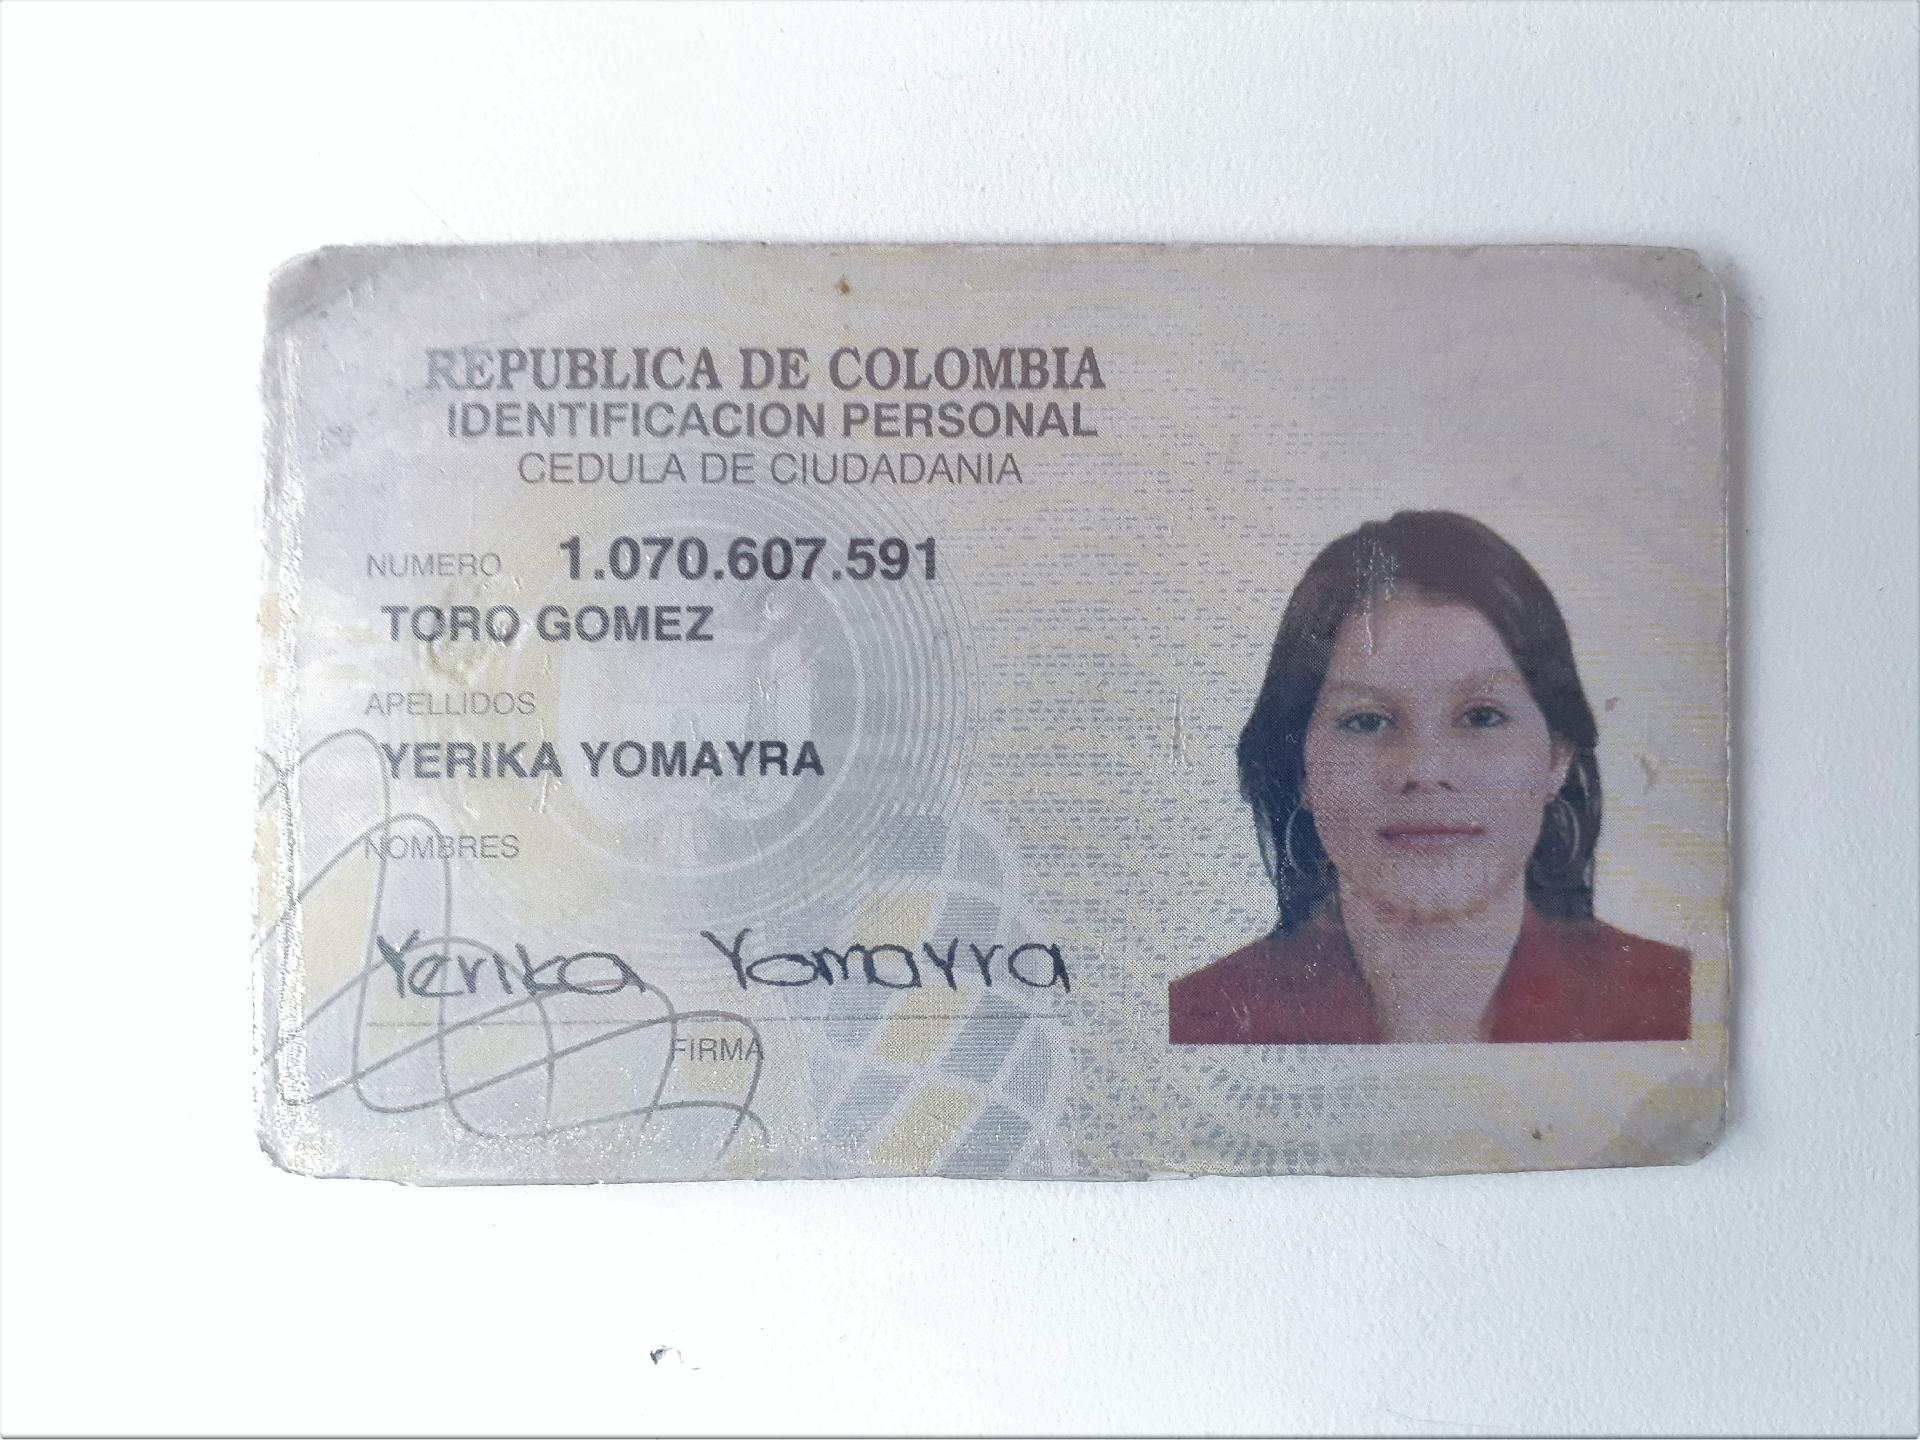 REPUBLICA DE COLOMBIA
IDENTIFICACION PERSONAL
CEDULA DE CIUDADANIA
NUMERO 1.070.607.591
TORO GOMEZ
APELLIDOS
YERIKA YOMAYRA
NOMBRES
Yerika Yomayra
FIRMA